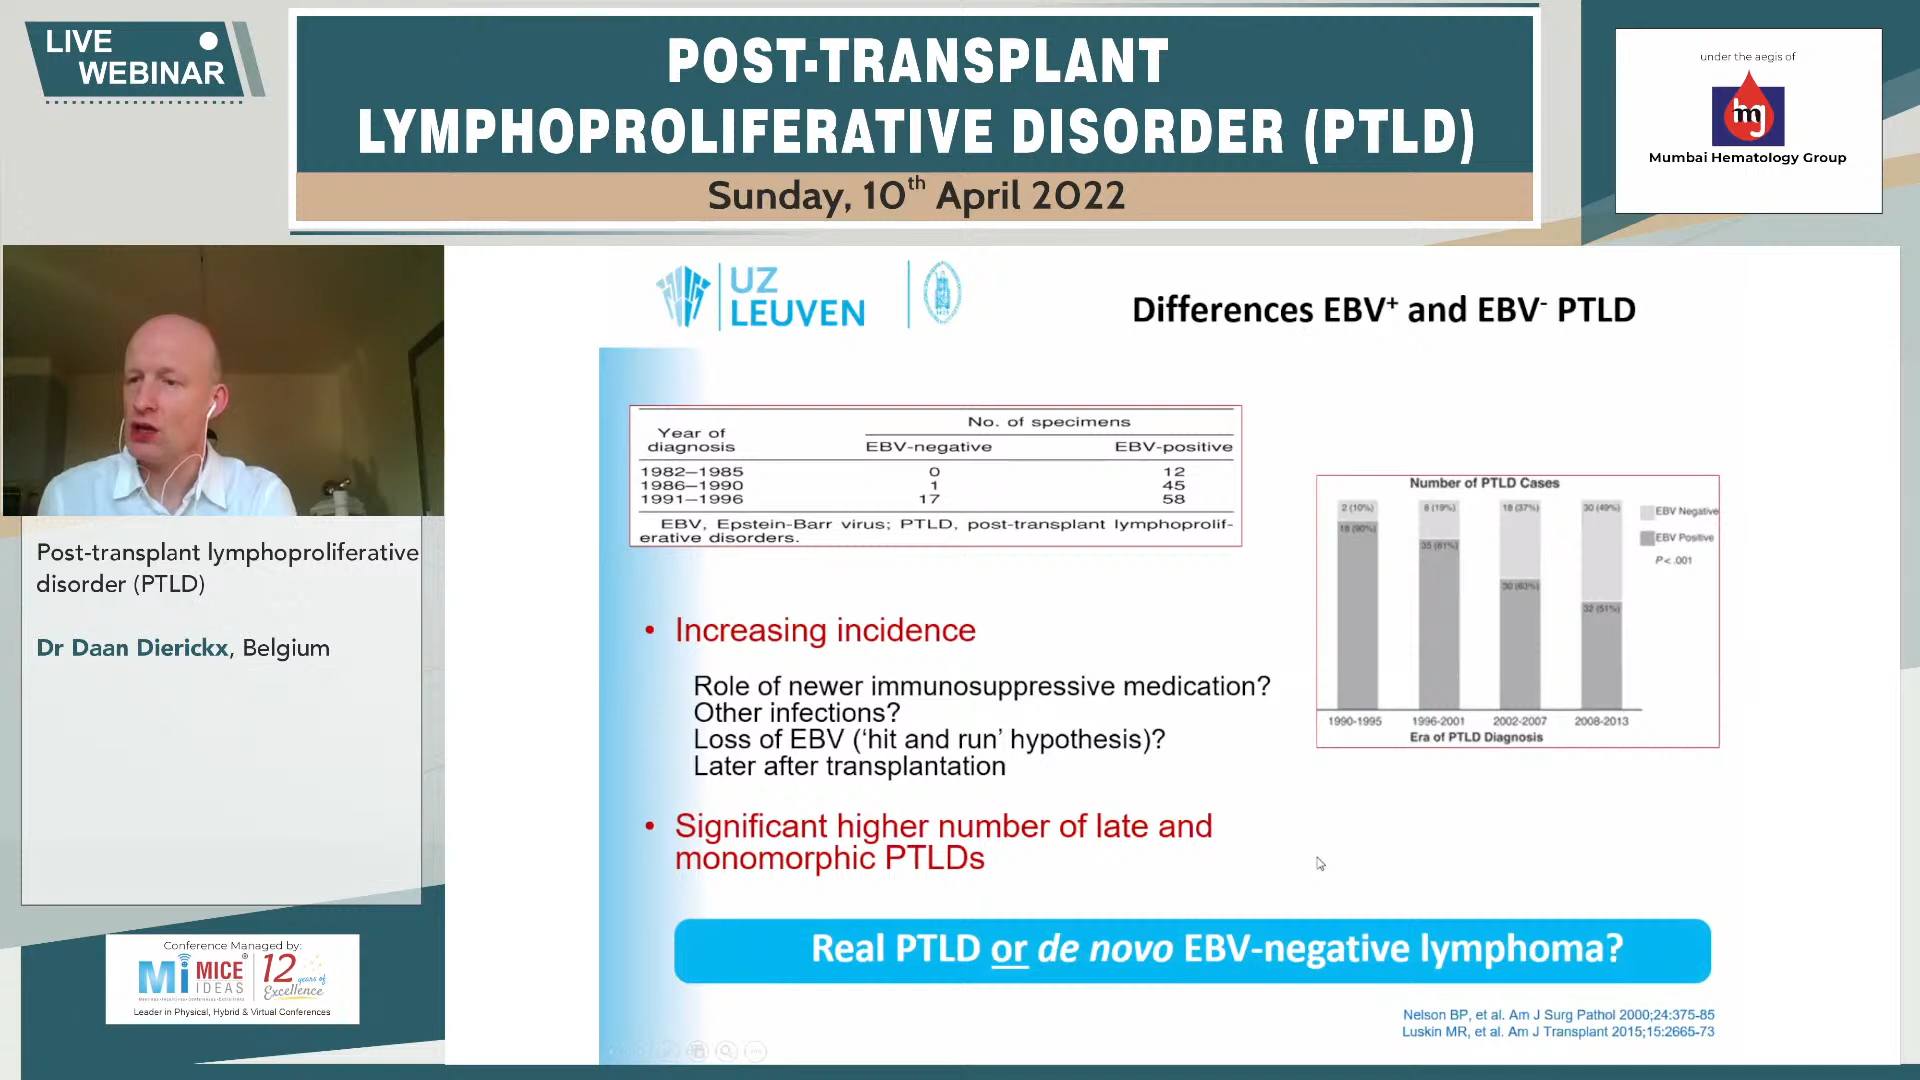 LIVE
WEBINAR
POST-TRANSPLANT
LYMPHOPROLIFERATIVE DISORDER (PTLD)
Sunday, 10th April 2022
under the aegis of
mg
Mumbai Hematology Group
UZ
LEUVEN
Differences EBV+ and EBV- PTLD
No. of specimens
Year of
diagnosis EBV-negative EBV-positive
1982–1985 0 12
1986–1990 1 45
1991–1996 17 58
EBV, Epstein-Barr virus; PTLD, post-transplant lymphoprolif-
erative disorders.
Number of PTLD Cases
2 (10%) 8 (19%) 18 (37%) 30 (49%)
18 (90%) 35 (81%) 30 (63%) 32 (51%)
EBV Negative
EBV Positive
P < .001
1990-1995 1996-2001 2002-2007 2008-2013
Era of PTLD Diagnosis
• Increasing incidence
Role of newer immunosuppressive medication?
Other infections?
Loss of EBV (‘hit and run’ hypothesis)?
Later after transplantation
• Significant higher number of late and
monomorphic PTLDs
Real PTLD or de novo EBV-negative lymphoma?
Nelson BP, et al. Am J Surg Pathol 2000;24:375-85
Luskin MR, et al. Am J Transplant 2015;15:2665-73
Post-transplant lymphoproliferative
disorder (PTLD)
Dr Daan Dierickx, Belgium
Conference Managed by:
Mi MICE
IDEAS
12
years of
Excellence
Leader in Physical, Hybrid & Virtual Conferences